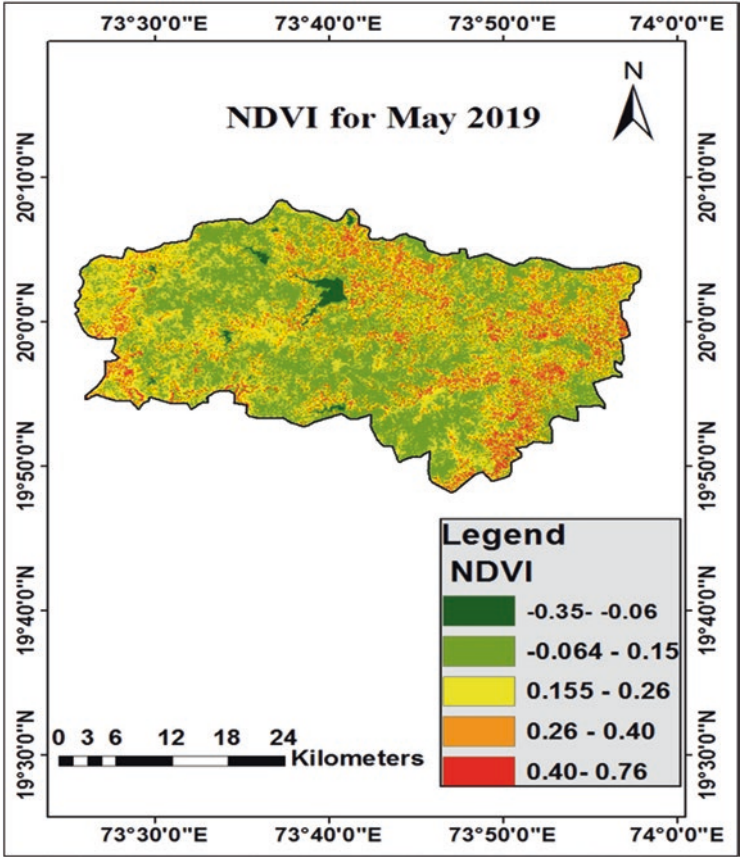 73°30'0"E 73°40'0"E 73°50'0"E 74°0'0"E
N
NDVI for May 2019
20°10'0"N 20°10'0"N
20°0'0"N 20°0'0"N
19°50'0"N 19°50'0"N
19°40'0"N 19°40'0"N
19°30'0"N 19°30'0"N
Legend
NDVI
-0.35- -0.06
-0.064 - 0.15
0.155 - 0.26
0.26 - 0.40
0.40- 0.76
0 3 6 12 18 24
Kilometers
73°30'0"E 73°40'0"E 73°50'0"E 74°0'0"E